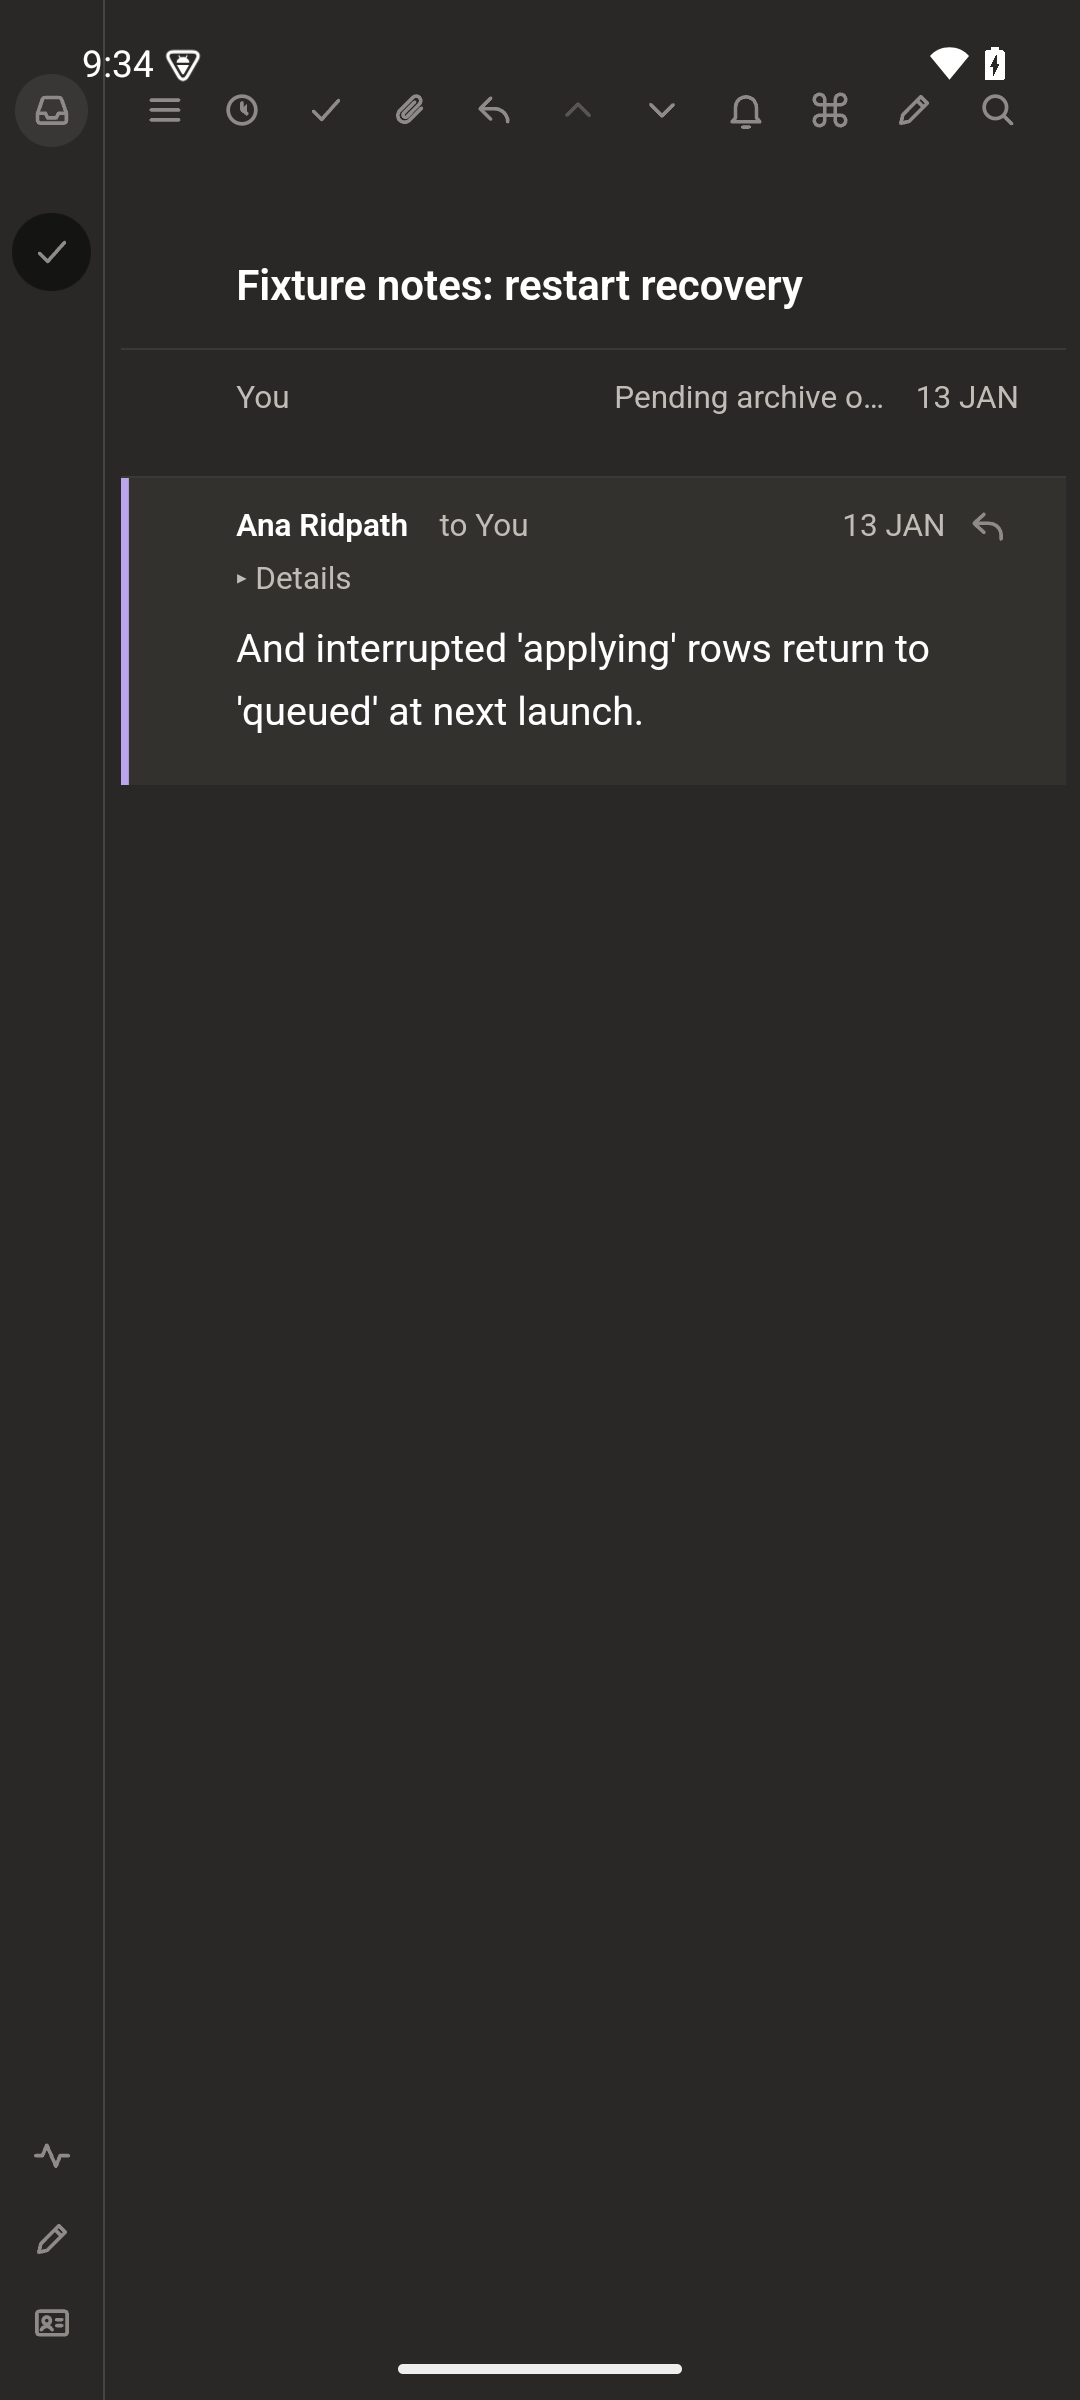 9:34
Fixture notes: restart recovery
You Pending archive o... 13 JAN
Ana Ridpath to You 13 JAN
Details
And interrupted 'applying' rows return to
'queued' at next launch.